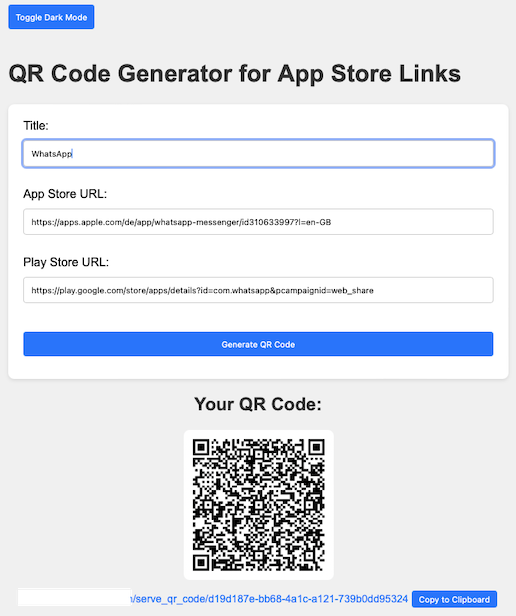 Toggle Dark Mode
QR Code Generator for App Store Links
Title:
WhatsApp
App Store URL:
https://apps.apple.com/de/app/whatsapp-messenger/id310633997?l=en-GB
Play Store URL:
https://play.google.com/store/apps/details?id=com.whatsapp&pcampaignid=web_share
Generate QR Code
Your QR Code:
/serve_qr_code/d19d187e-bb68-4a1c-a121-739b0dd95324 Copy to Clipboard